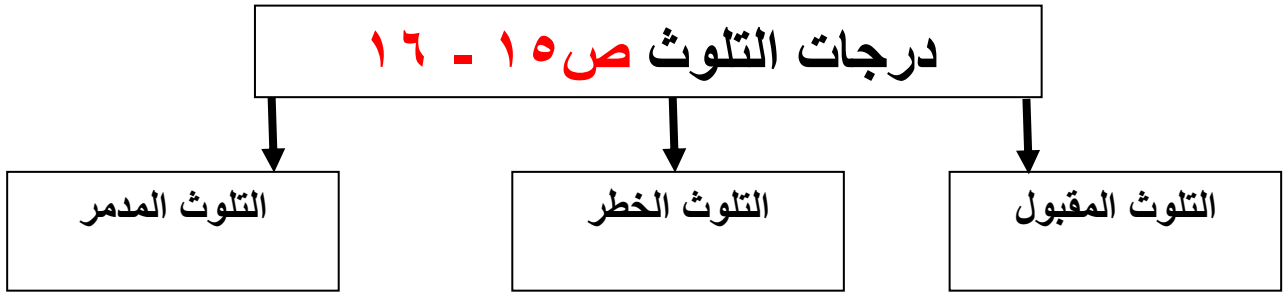 درجات التلوث ص١٥ - ١٦
التلوث المقبول
التلوث الخطر
التلوث المدمر